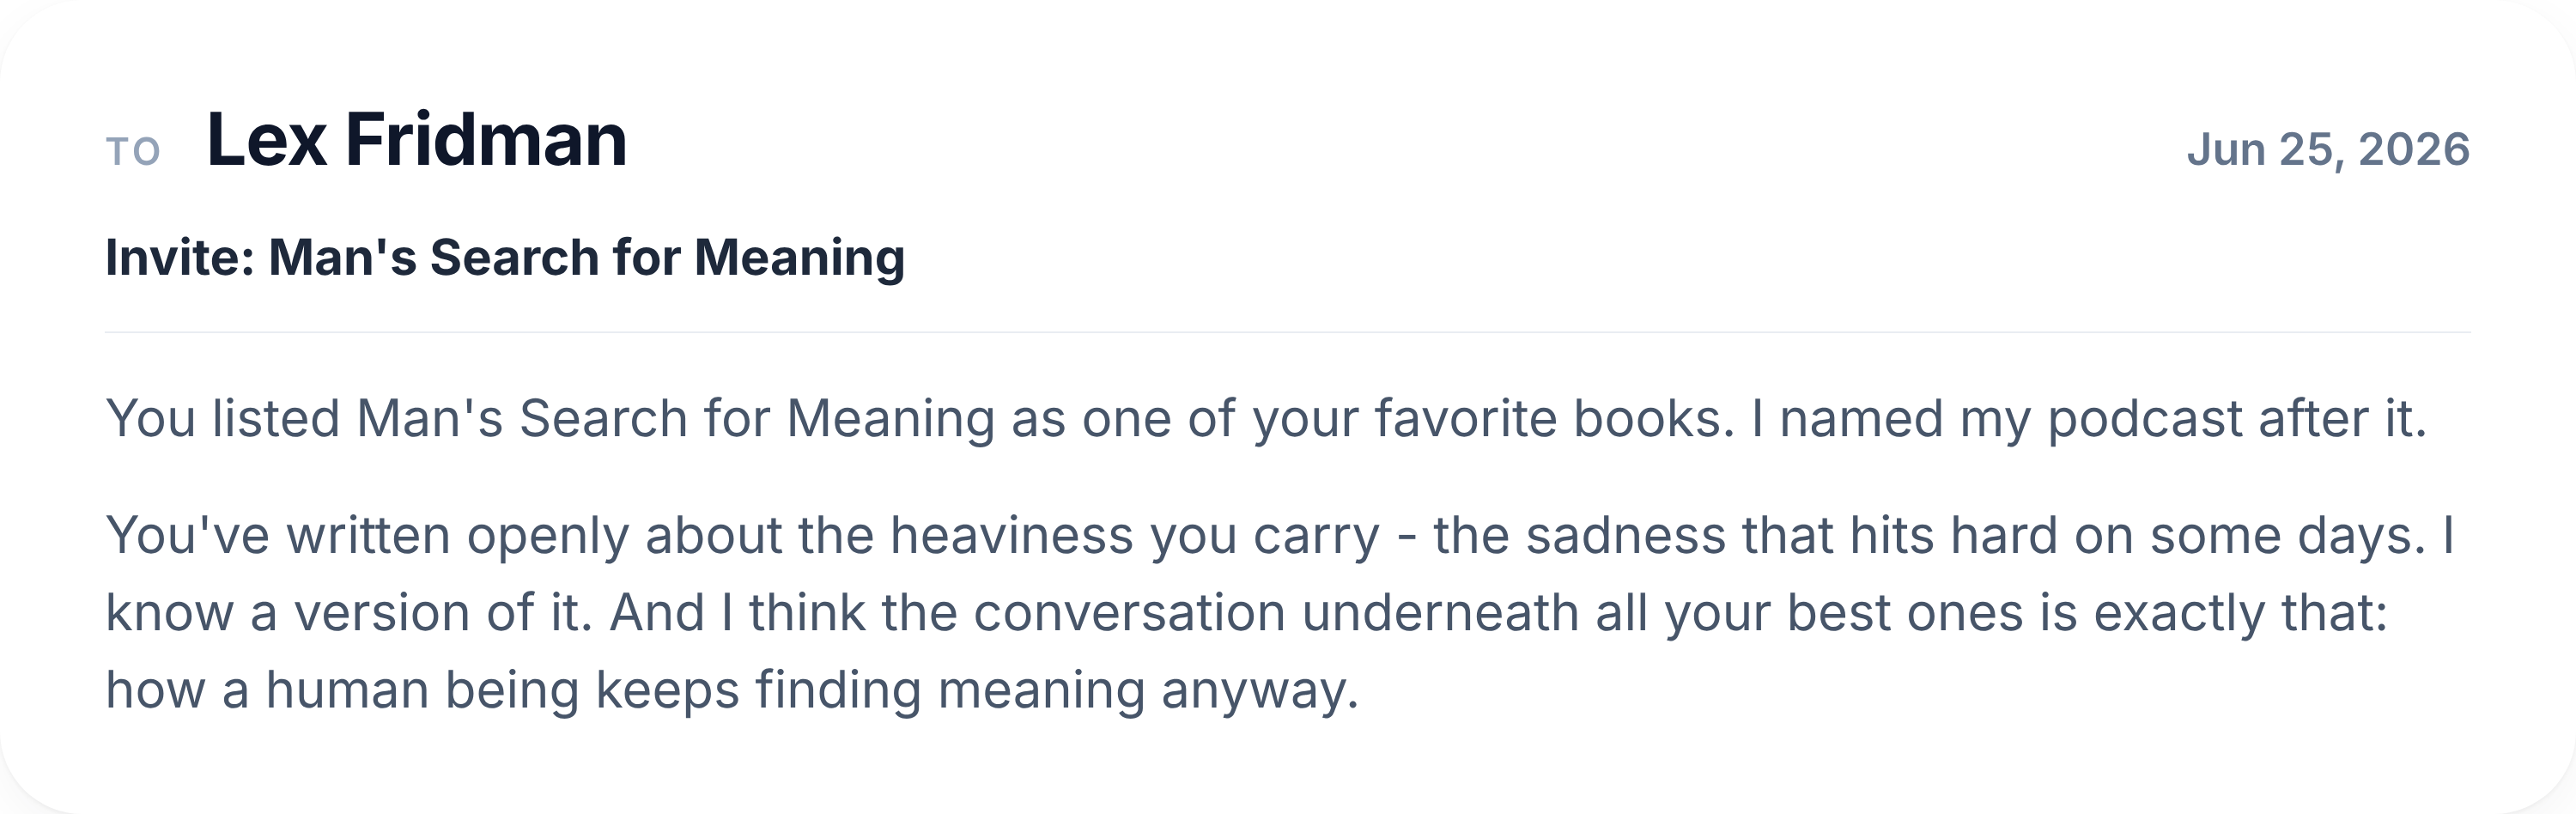 TO Lex Fridman Jun 25, 2026
Invite: Man's Search for Meaning
You listed Man's Search for Meaning as one of your favorite books. I named my podcast after it.
You've written openly about the heaviness you carry - the sadness that hits hard on some days. I
know a version of it. And I think the conversation underneath all your best ones is exactly that:
how a human being keeps finding meaning anyway.